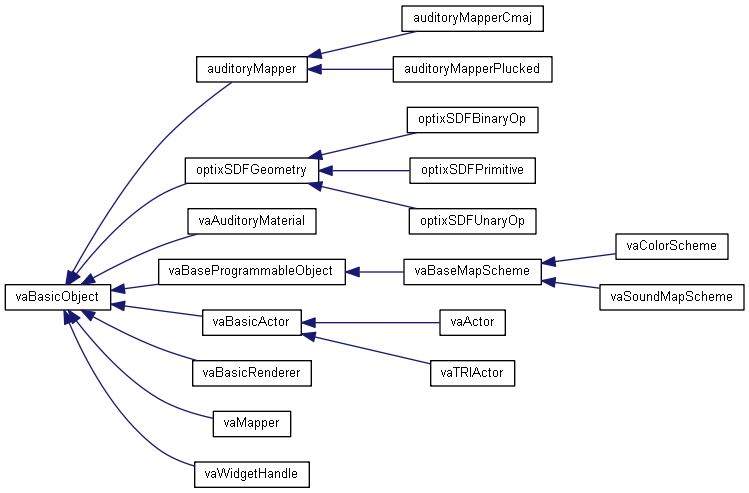 auditoryMapperCmaj
auditoryMapper
auditoryMapperPlucked
optixSDFBinaryOp
optixSDFGeometry
optixSDFPrimitive
optixSDFUnaryOp
vaAuditoryMaterial
vaColorScheme
vaBaseProgrammableObject
vaBaseMapScheme
vaBasicObject
vaSoundMapScheme
vaBasicActor
vaActor
vaBasicRenderer
vaTRIActor
vaMapper
vaWidgetHandle